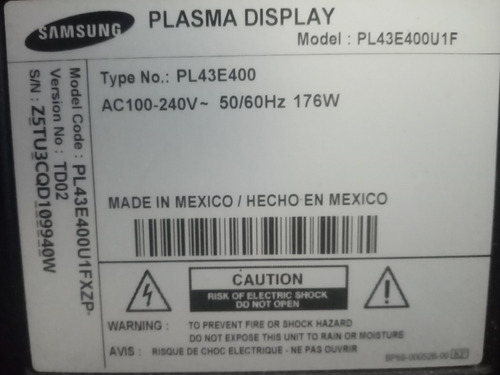 SAMSUNG
PLASMA DISPLAY
Model : PL43E400U1F
Type No.: PL43E400
AC100-240V~ 50/60Hz 176W
MADE IN MEXICO / HECHO EN MEXICO
Model Code : PL43E400U1FXZP
Version No : TD02
S/N : Z5TU3CQD109940W
CAUTION
RISK OF ELECTRIC SHOCK
DO NOT OPEN
WARNING : TO PREVENT FIRE OR SHOCK HAZARD
DO NOT EXPOSE THIS UNIT TO RAIN OR MOISTURE
AVIS : RISQUE DE CHOC ELECTRIQUE - NE PAS OUVRIR